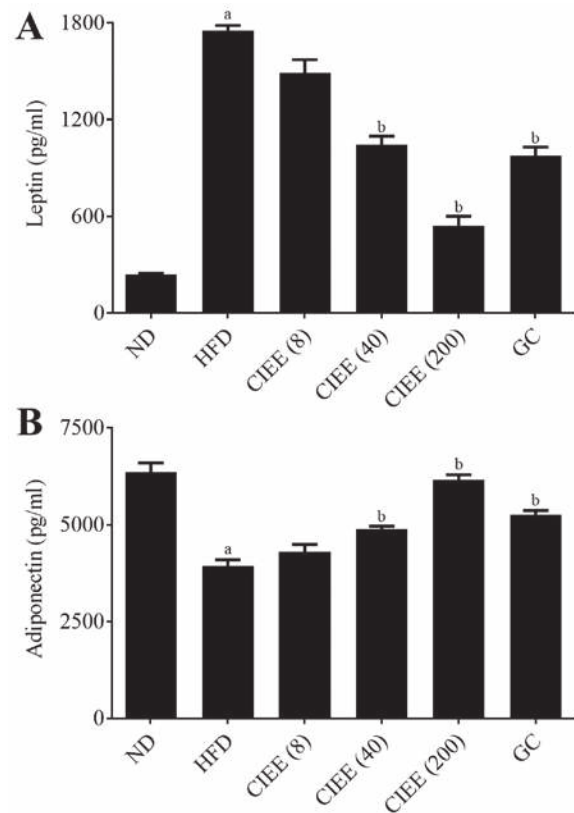 A
Leptin (pg/ml)
1800
1200
600
0
a
b
b
b
ND
HFD
CIEE (8)
CIEE (40)
CIEE (200)
GC
B
Adiponectin (pg/ml)
7500
5000
2500
0
a
b
b
b
ND
HFD
CIEE (8)
CIEE (40)
CIEE (200)
GC